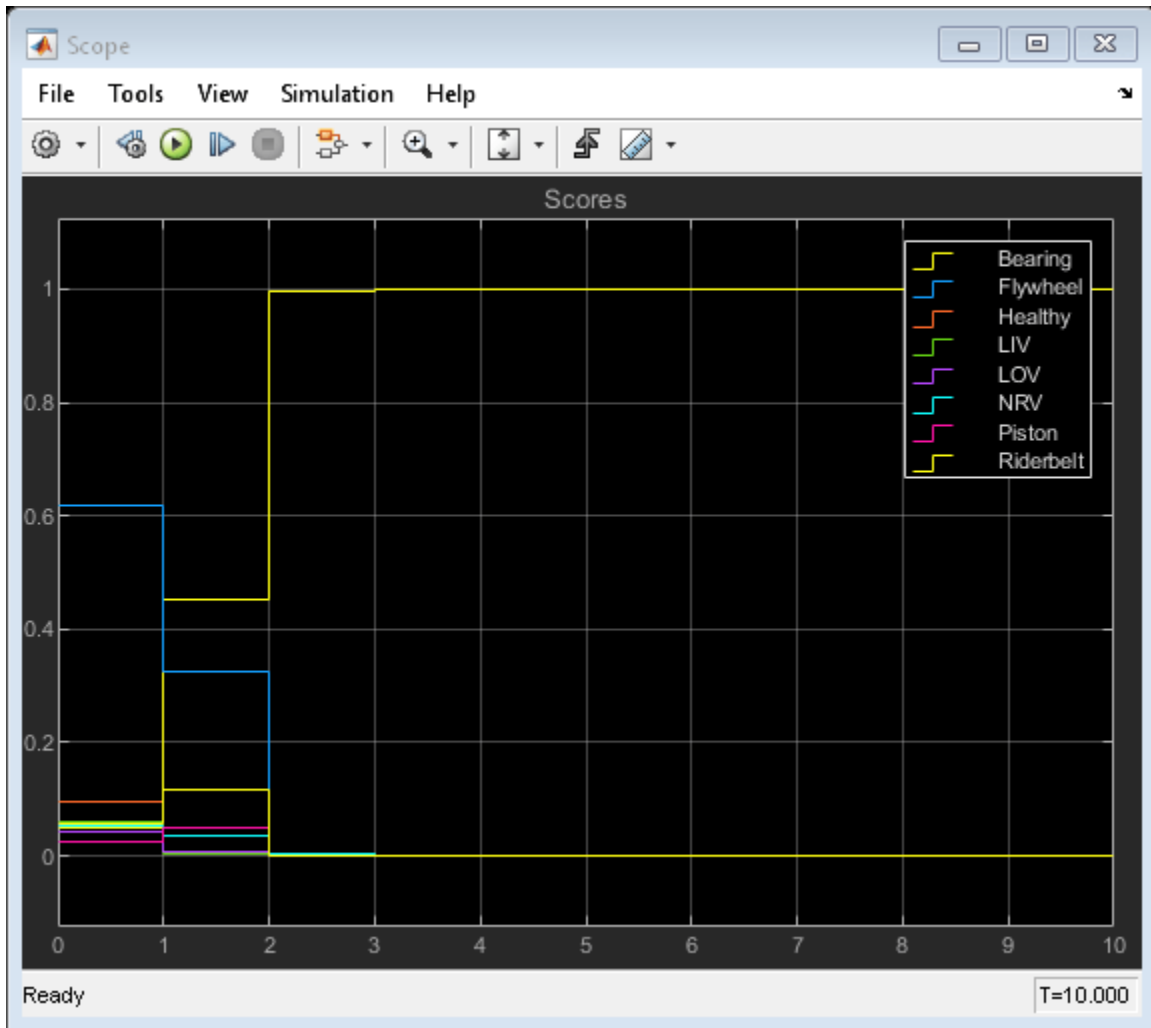 Scope
File Tools View Simulation Help
Scores
Bearing
Flywheel
Healthy
LIV
LOV
NRV
Piston
Riderbelt
1
0.8
0.6
0.4
0.2
0
0 1 2 3 4 5 6 7 8 9 10
Ready T=10.000